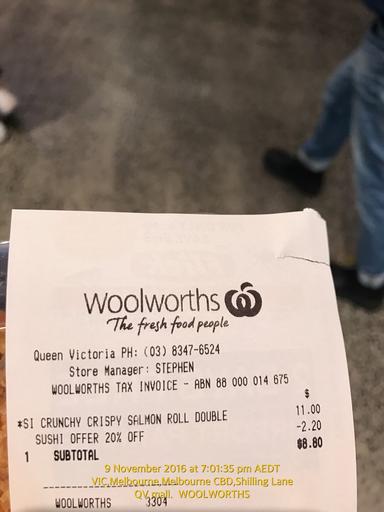 Woolworths
The fresh food people
Queen Victoria PH: (03) 8347-6524
Store Manager: STEPHEN
WOOLWORTHS TAX INVOICE - ABN 88 000 014 675
$
*SI CRUNCHY CRISPY SALMON ROLL DOUBLE 11.00
SUSHI OFFER 20% OFF -2.20
1 SUBTOTAL $8.80
9 November 2016 at 7:01:35 pm AEDT
VIC,Melbourne,Melbourne CBD,Shilling Lane
QV mall. WOOLWORTHS
WOOLWORTHS 3304